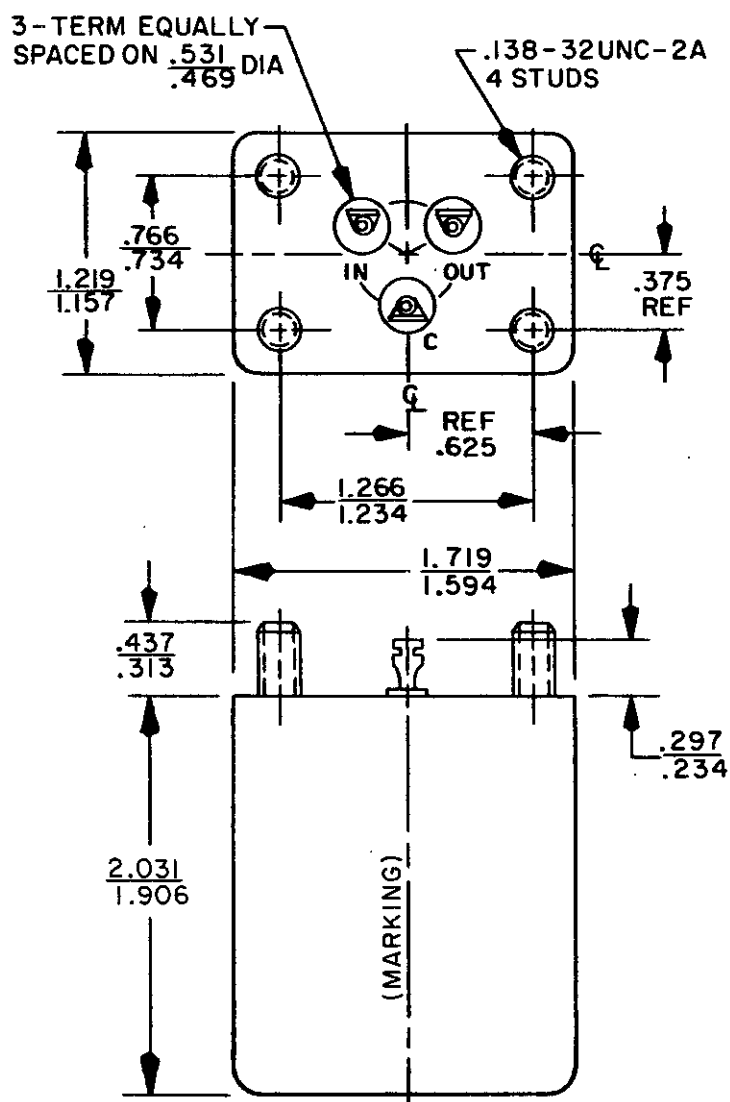 3-TERM EQUALLY
SPACED ON .531/.469 DIA
.138-32UNC-2A
4 STUDS
.766
.734
1.219
1.157
IN
OUT
C
℄
.375
REF
℄
REF
.625
1.266
1.234
1.719
1.594
.437
.313
.297
.234
2.031
1.906
(MARKING)